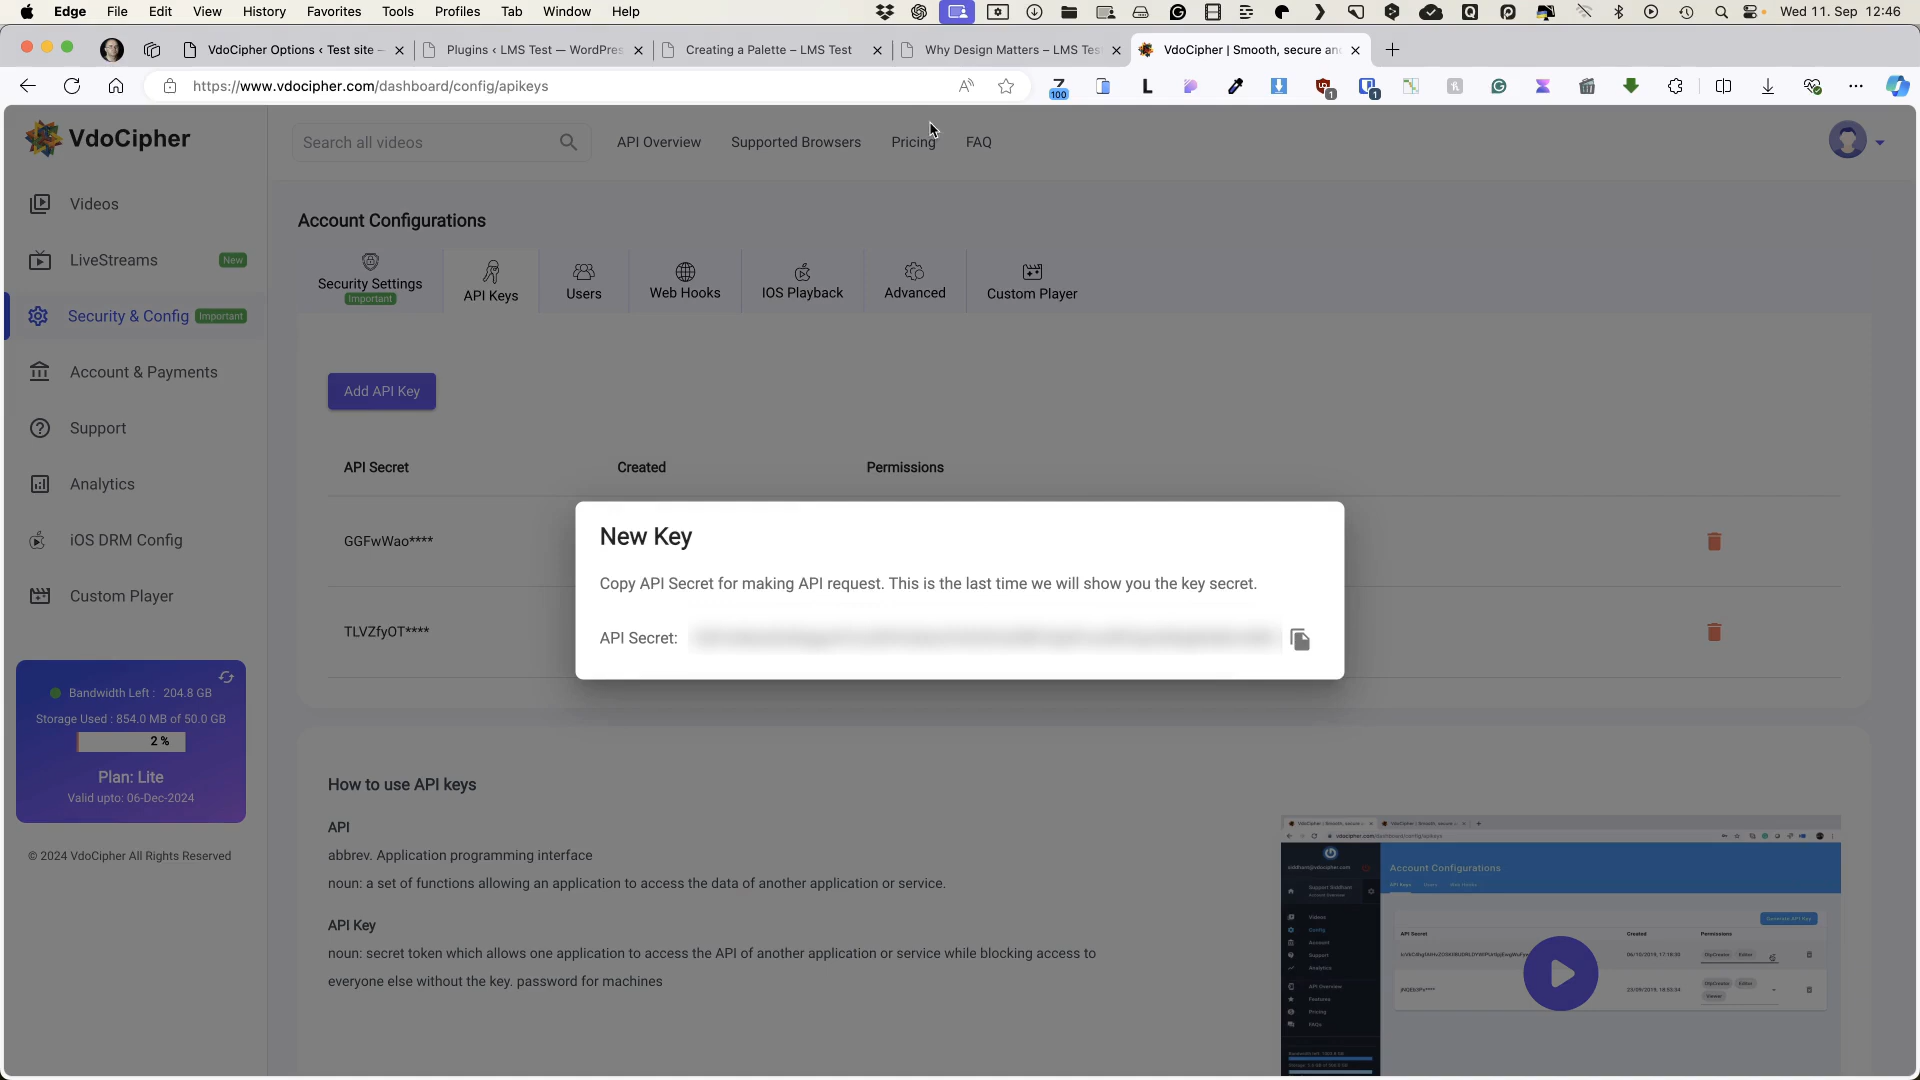 Edge File Edit View History Favorites Tools Profiles Tab Window Help Wed 11. Sep 12:46
VdoCipher Options ‹ Test site – Plugins ‹ LMS Test — WordPres Creating a Palette – LMS Test Why Design Matters – LMS Tes VdoCipher | Smooth, secure an
https://www.vdocipher.com/dashboard/config/apikeys
100 1 1
VdoCipher
Search all videos
API Overview Supported Browsers Pricing FAQ
Videos
LiveStreams New
Security & Config Important
Account & Payments
Support
Analytics
iOS DRM Config
Custom Player
Bandwidth Left : 204.8 GB
Storage Used : 854.0 MB of 50.0 GB
2 %
Plan: Lite
Valid upto: 06-Dec-2024
© 2024 VdoCipher All Rights Reserved
Account Configurations
Security Settings
Important
API Keys
Users
Web Hooks
IOS Playback
Advanced
Custom Player
Add API Key
API Secret Created Permissions
GGFwWao****
TLVZfyOT****
New Key
Copy API Secret for making API request. This is the last time we will show you the key secret.
API Secret:
How to use API keys
API
abbrev. Application programming interface
noun: a set of functions allowing an application to access the data of another application or service.
API Key
noun: secret token which allows one application to access the API of another application or service while blocking access to
everyone else without the key. password for machines
Account Configurations